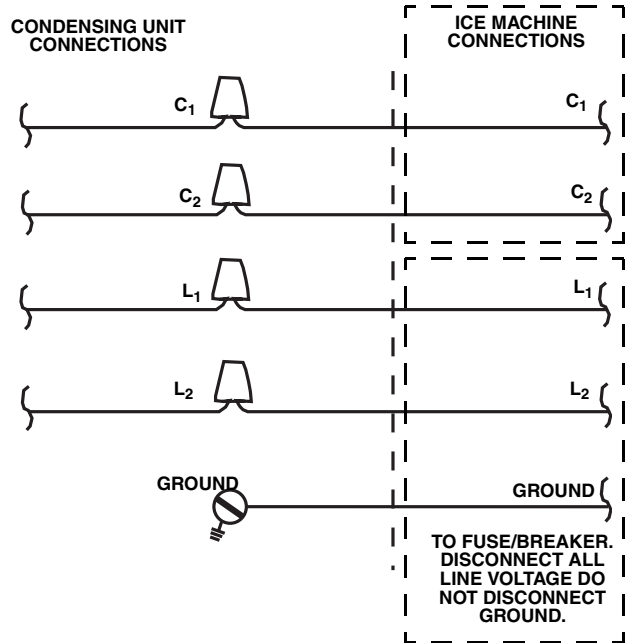 CONDENSING UNIT
CONNECTIONS
ICE MACHINE
CONNECTIONS
C1
C1
C2
C2
L1
L1
L2
L2
GROUND
GROUND
TO FUSE/BREAKER.
DISCONNECT ALL
LINE VOLTAGE DO
NOT DISCONNECT
GROUND.